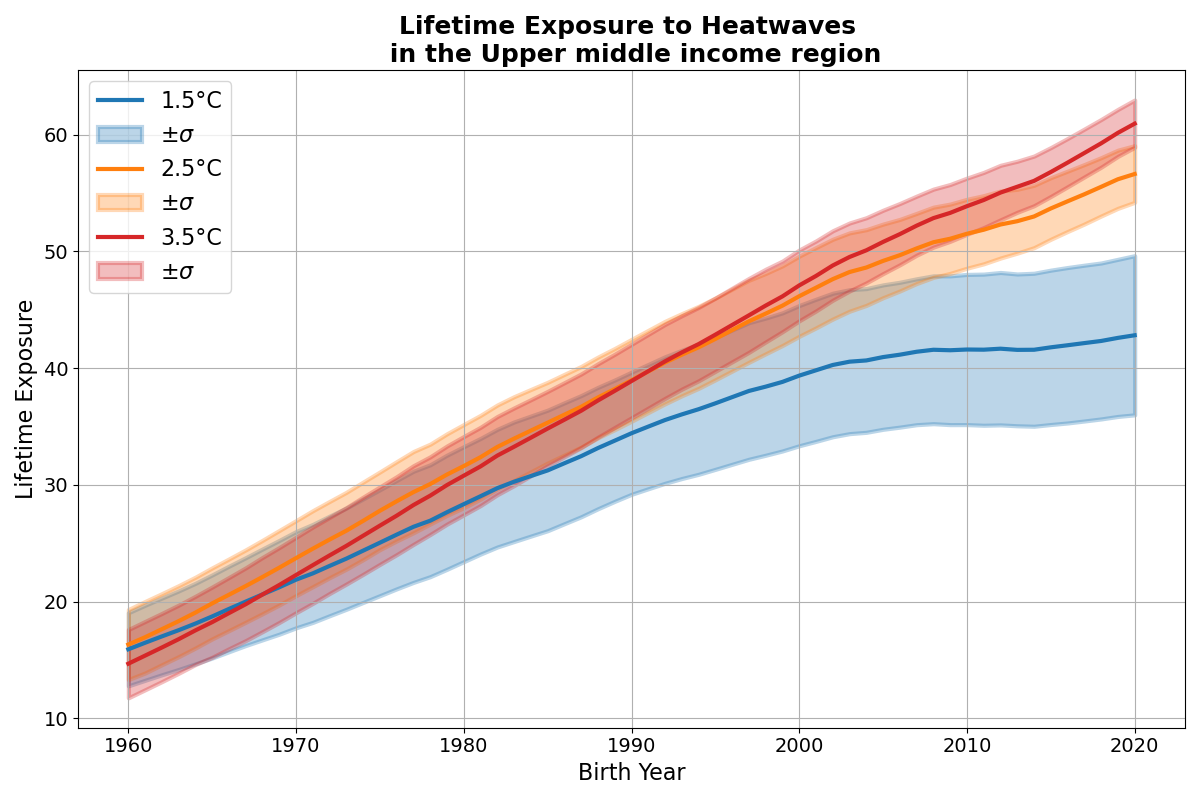 Lifetime Exposure to Heatwaves
in the Upper middle income region
1.5°C
±σ
2.5°C
±σ
3.5°C
±σ
Lifetime Exposure
60
50
40
30
20
10
1960 1970 1980 1990 2000 2010 2020
Birth Year